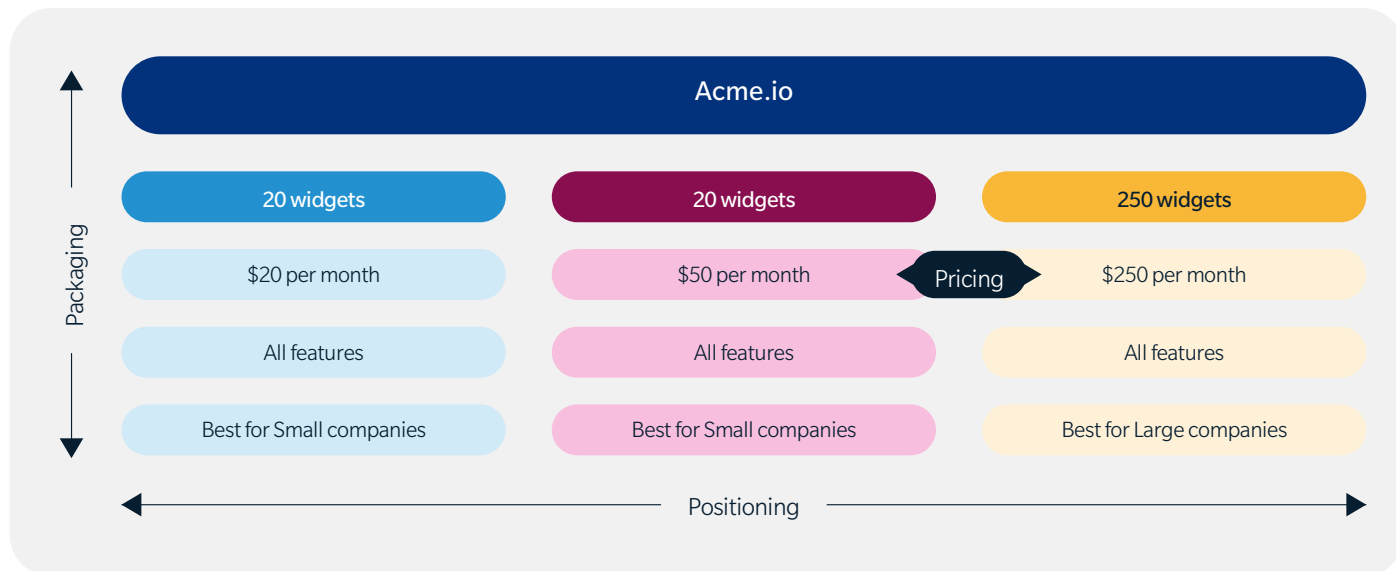 Acme.io
20 widgets
20 widgets
250 widgets
$20 per month
$50 per month
Pricing
$250 per month
All features
All features
All features
Best for Small companies
Best for Small companies
Best for Large companies
Packaging
Positioning